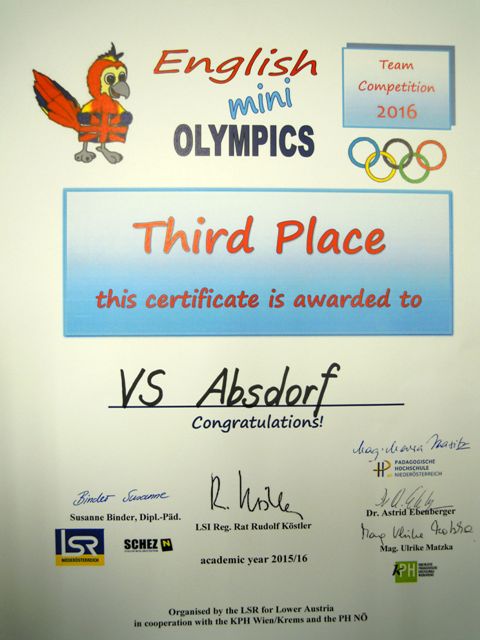 English
mini
OLYMPICS
Team
Competition
2016
Third Place
this certificate is awarded to
VS Absdorf
Congratulations!
PÄDAGOGISCHE
HOCHSCHULE
NIEDERÖSTERREICH
Binder Susanne
Susanne Binder, Dipl.-Päd.
LSI Reg. Rat Rudolf Köstler
Dr. Astrid Ebenberger
Mag. Ulrike Matzka
Mag. Ulrike Matzka
LSR
NIEDERÖSTERREICH
SCHEZ N
academic year 2015/16
KPH
Organised by the LSR for Lower Austria
in cooperation with the KPH Wien/Krems and the PH NÖ